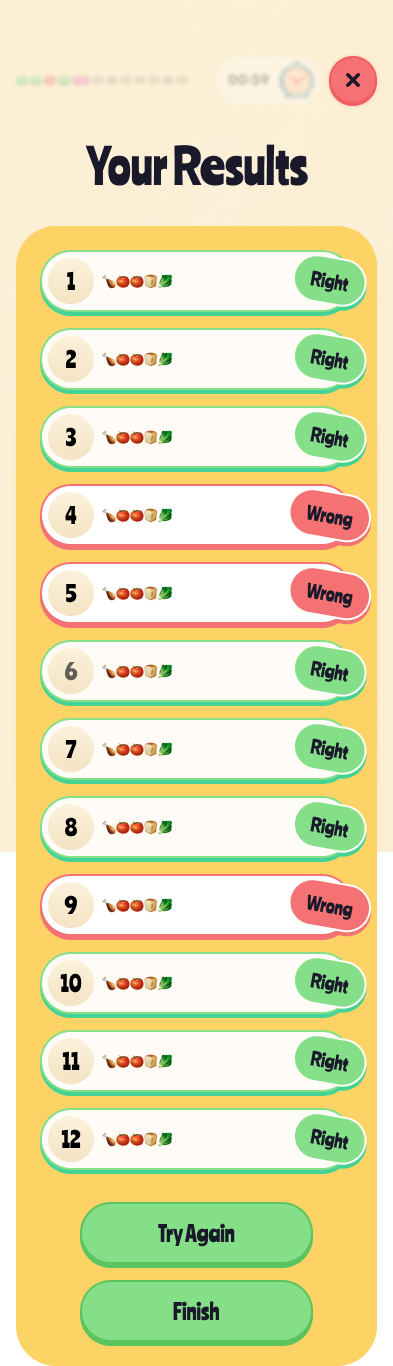 00:59
Your Results
1 🍗🍅🍅🍞🥬 Right
2 🍗🍅🍅🍞🥬 Right
3 🍗🍅🍅🍞🥬 Right
4 🍗🍅🍅🍞🥬 Wrong
5 🍗🍅🍅🍞🥬 Wrong
6 🍗🍅🍅🍞🥬 Right
7 🍗🍅🍅🍞🥬 Right
8 🍗🍅🍅🍞🥬 Right
9 🍗🍅🍅🍞🥬 Wrong
10 🍗🍅🍅🍞🥬 Right
11 🍗🍅🍅🍞🥬 Right
12 🍗🍅🍅🍞🥬 Right
Try Again
Finish